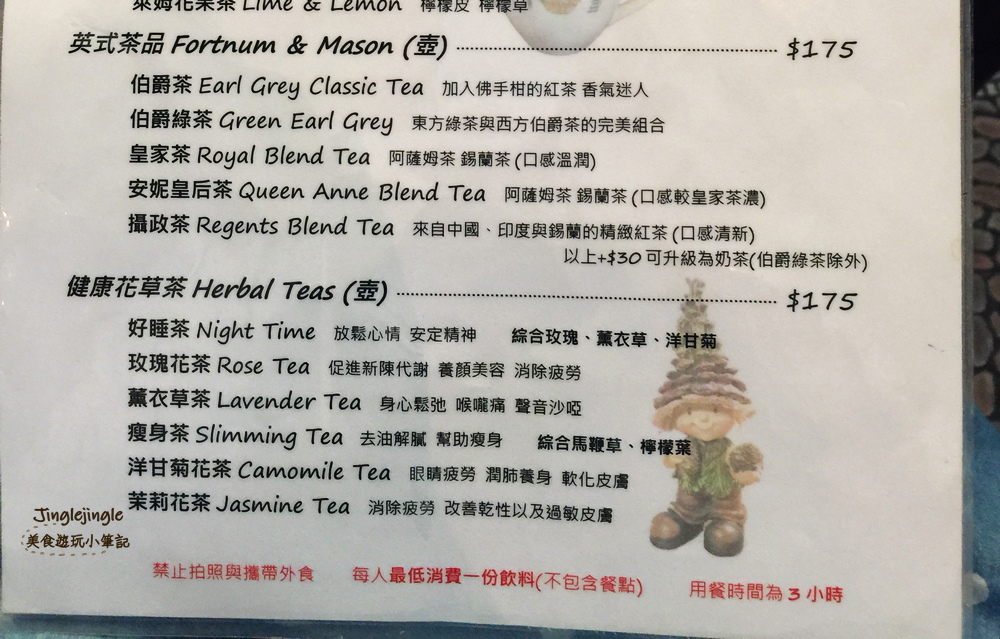 萊姆花果茶 Lime & Lemon 檸檬皮 檸檬草
英式茶品 Fortnum & Mason (壺) $175
伯爵茶 Earl Grey Classic Tea 加入佛手柑的紅茶 香氣迷人
伯爵綠茶 Green Earl Grey 東方綠茶與西方伯爵茶的完美組合
皇家茶 Royal Blend Tea 阿薩姆茶 錫蘭茶 (口感溫潤)
安妮皇后茶 Queen Anne Blend Tea 阿薩姆茶 錫蘭茶 (口感較皇家茶濃)
攝政茶 Regents Blend Tea 來自中國、印度與錫蘭的精緻紅茶 (口感清新)
以上+$30 可升級為奶茶(伯爵綠茶除外)
健康花草茶 Herbal Teas (壺) $175
好睡茶 Night Time 放鬆心情 安定精神 綜合玫瑰、薰衣草、洋甘菊
玫瑰花茶 Rose Tea 促進新陳代謝 養顏美容 消除疲勞
薰衣草茶 Lavender Tea 身心鬆弛 喉嚨痛 聲音沙啞
瘦身茶 Slimming Tea 去油解膩 幫助瘦身 綜合馬鞭草、檸檬葉
洋甘菊花茶 Camomile Tea 眼睛疲勞 潤肺養身 軟化皮膚
茉莉花茶 Jasmine Tea 消除疲勞 改善乾性以及過敏皮膚
Jinglejingle
美食遊玩小筆記
禁止拍照與攜帶外食 每人最低消費一份飲料(不包含餐點) 用餐時間為 3 小時